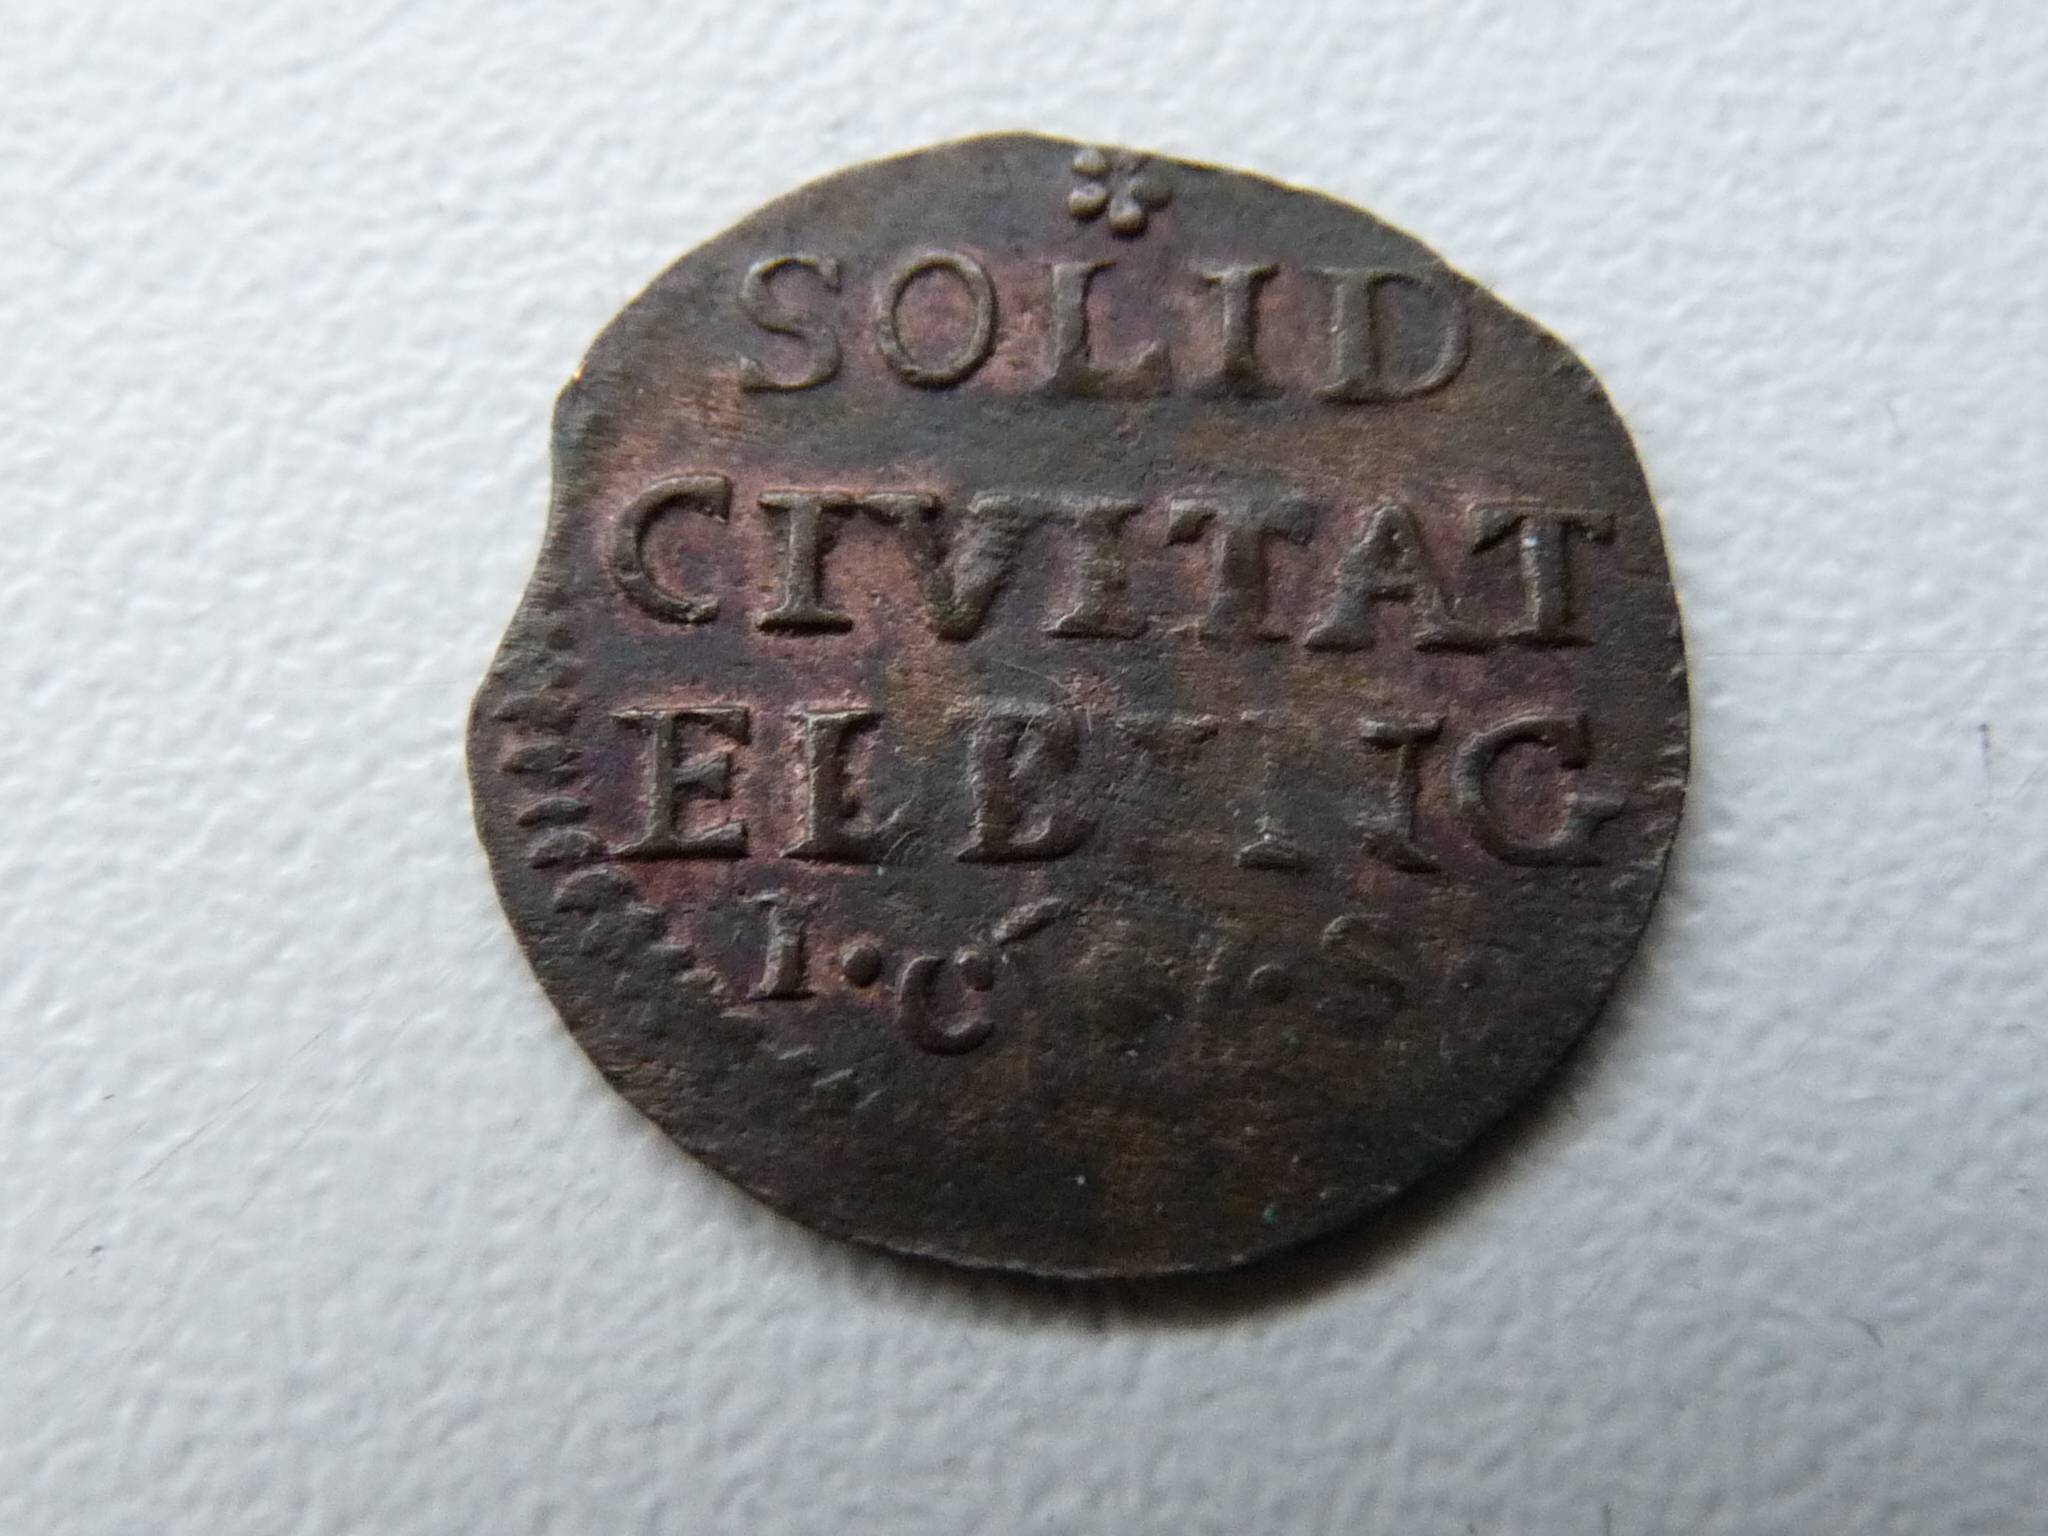 SOLID
CIVITAT
ELBING
I·C·S·